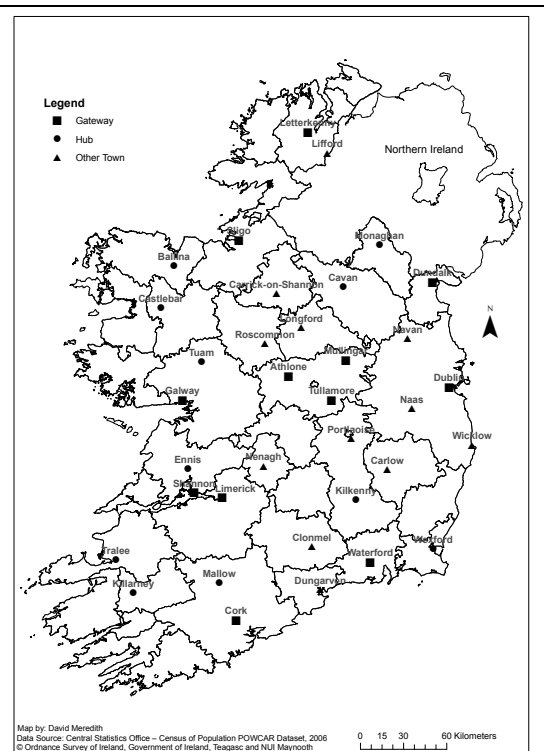 Legend
Gateway
Hub
Other Town
Letterkenny
Lifford
Northern Ireland
Sligo
Monaghan
Ballina
Cavan
Dundalk
Carrick-on-Shannon
Castlebar
N
Longford
Navan
Roscommon
Tuam
Mullingar
Athlone
Dublin
Galway
Tullamore
Naas
Portlaoise
Wicklow
Ennis
Nenagh
Carlow
Shannon
Limerick
Kilkenny
Clonmel
Wexford
Tralee
Waterford
Killarney
Mallow
Dungarven
Cork
Map by: David Meredith
Data Source: Central Statistics Office – Census of Population POWCAR Dataset, 2006
© Ordnance Survey of Ireland, Government of Ireland, Teagasc and NUI Maynooth
0 15 30 60 Kilometers